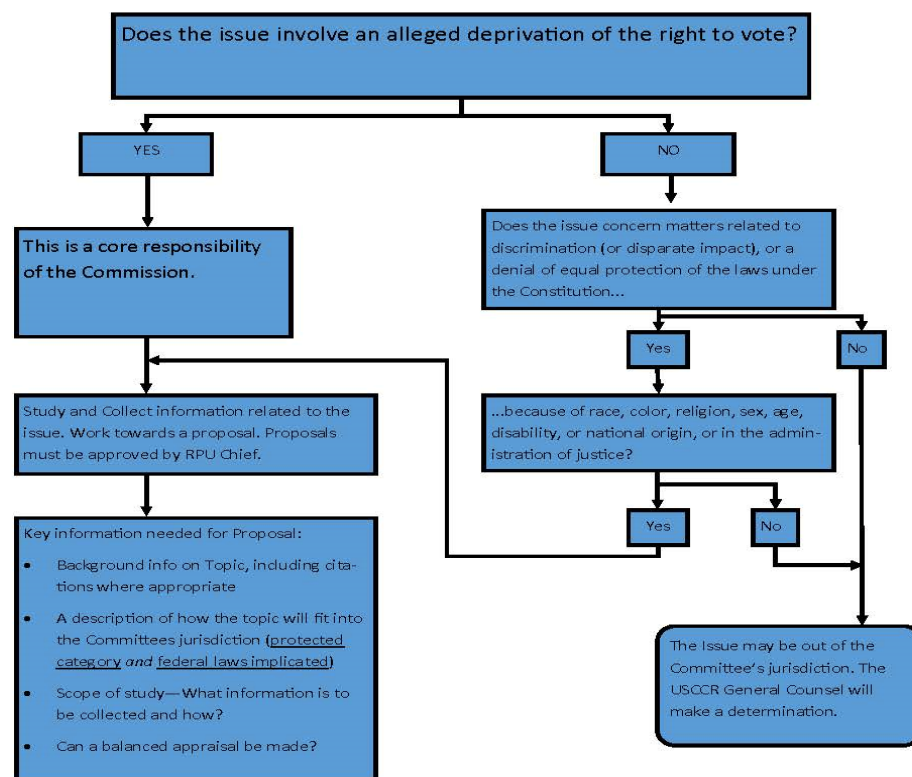 Does the issue involve an alleged deprivation of the right to vote?
YES
NO
This is a core responsibility
of the Commission.
Does the issue concern matters related to
discrimination (or disparate impact), or a
denial of equal protection of the laws under
the Constitution...
Yes
No
Study and Collect information related to the
issue. Work towards a proposal. Proposals
must be approved by RPU Chief.
...because of race, color, religion, sex, age,
disability, or national origin, or in the admin-
istration of justice?
Yes
No
Key information needed for Proposal:
• Background info on Topic, including cita-
tions where appropriate
• A description of how the topic will fit into
the Committees jurisdiction (protected
category and federal laws implicated)
• Scope of study—What information is to
be collected and how?
• Can a balanced appraisal be made?
The Issue may be out of the
Committee's jurisdiction. The
USCCR General Counsel will
make a determination.